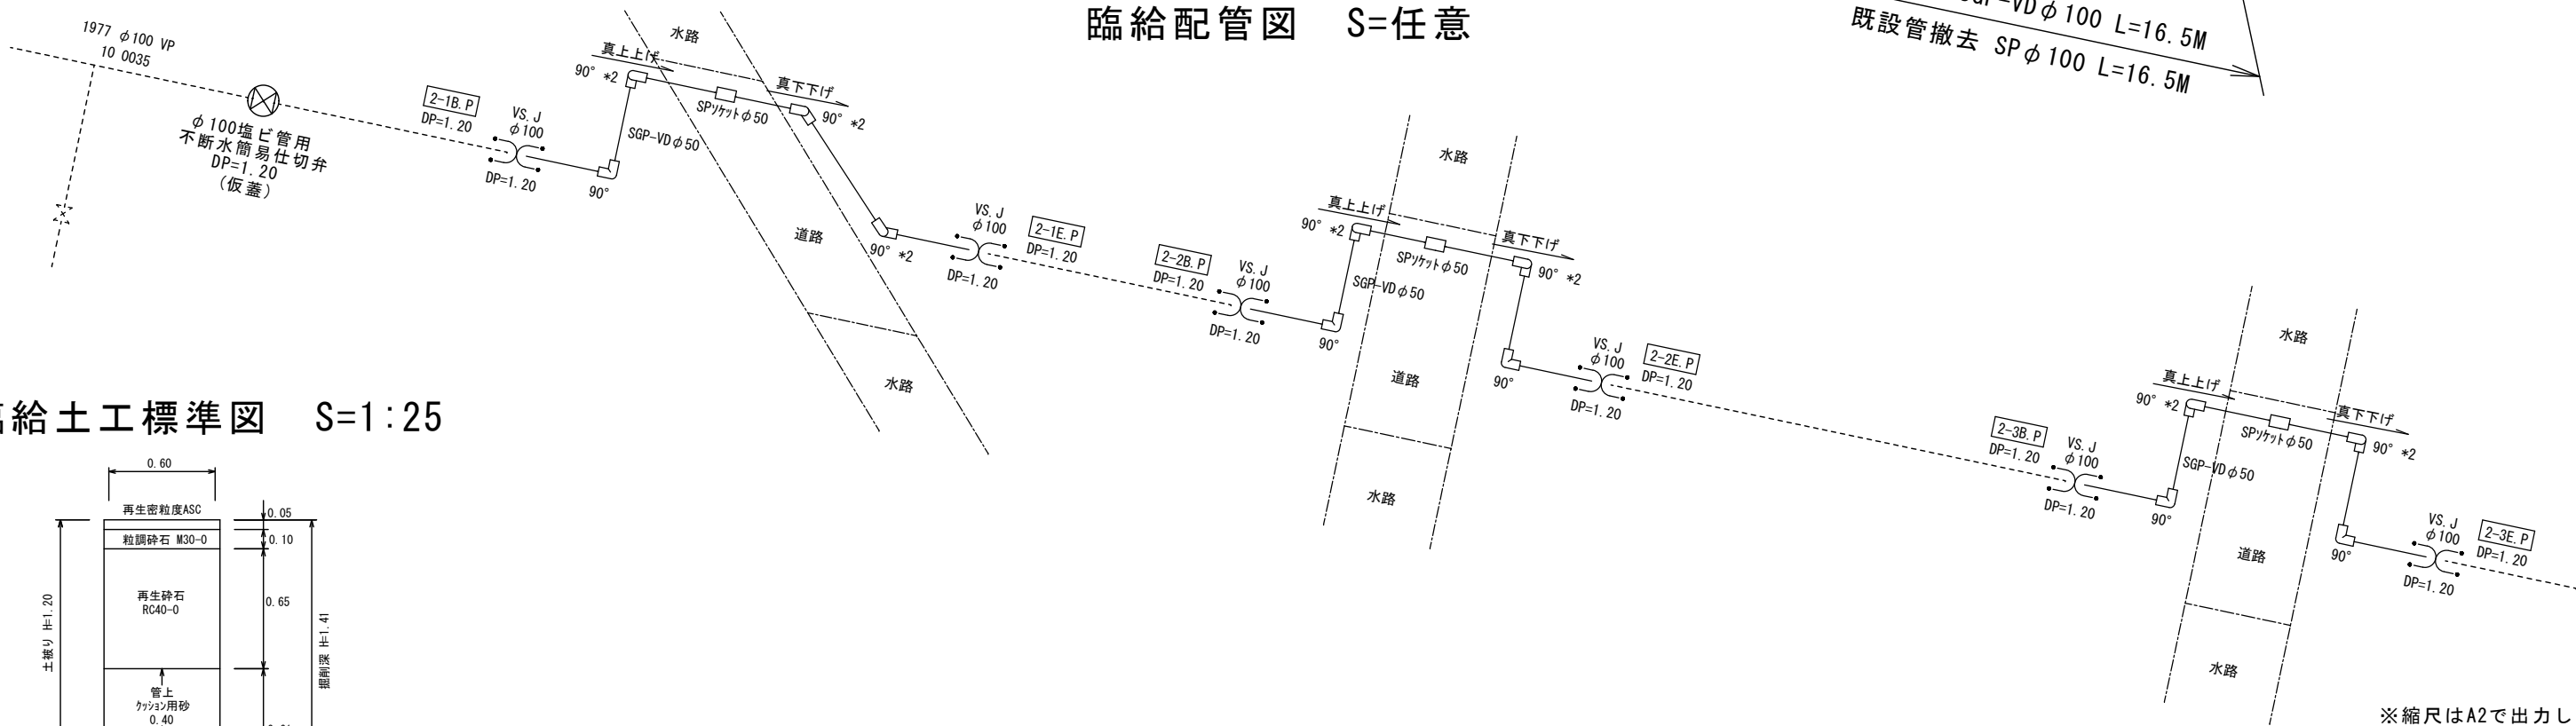 臨給配管図 S=任意
SGP-VDφ100 L=16.5M
既設管撤去 SPφ100 L=16.5M
1977 φ100 VP
10 0035
φ100塩ビ管用
不断水簡易仕切弁
DP=1.20
(仮蓋)
2-1B.P
DP=1.20
VS.J
φ100
DP=1.20
90°
90° *2
真上上げ
水路
SGP-VDφ50
SPソケットφ50
真下下げ
90° *2
道路
水路
90° *2
VS.J
φ100
DP=1.20
2-1E.P
DP=1.20
2-2B.P
DP=1.20
VS.J
φ100
DP=1.20
90°
90° *2
真上上げ
水路
SGP-VDφ50
SPソケットφ50
真下下げ
90° *2
道路
水路
90°
VS.J
φ100
DP=1.20
2-2E.P
DP=1.20
2-3B.P
DP=1.20
VS.J
φ100
DP=1.20
90°
90° *2
真上上げ
水路
SGP-VDφ50
SPソケットφ50
真下下げ
90° *2
道路
水路
90°
VS.J
φ100
DP=1.20
2-3E.P
DP=1.20
給土工標準図 S=1:25
0.60
再生密粒度ASC
0.05
粒調砕石 M30-0
0.10
再生砕石
RC40-0
0.65
土被り H=1.20
掘削深 H=1.41
管上
クッション用砂
0.40
※縮尺はA2で出力し